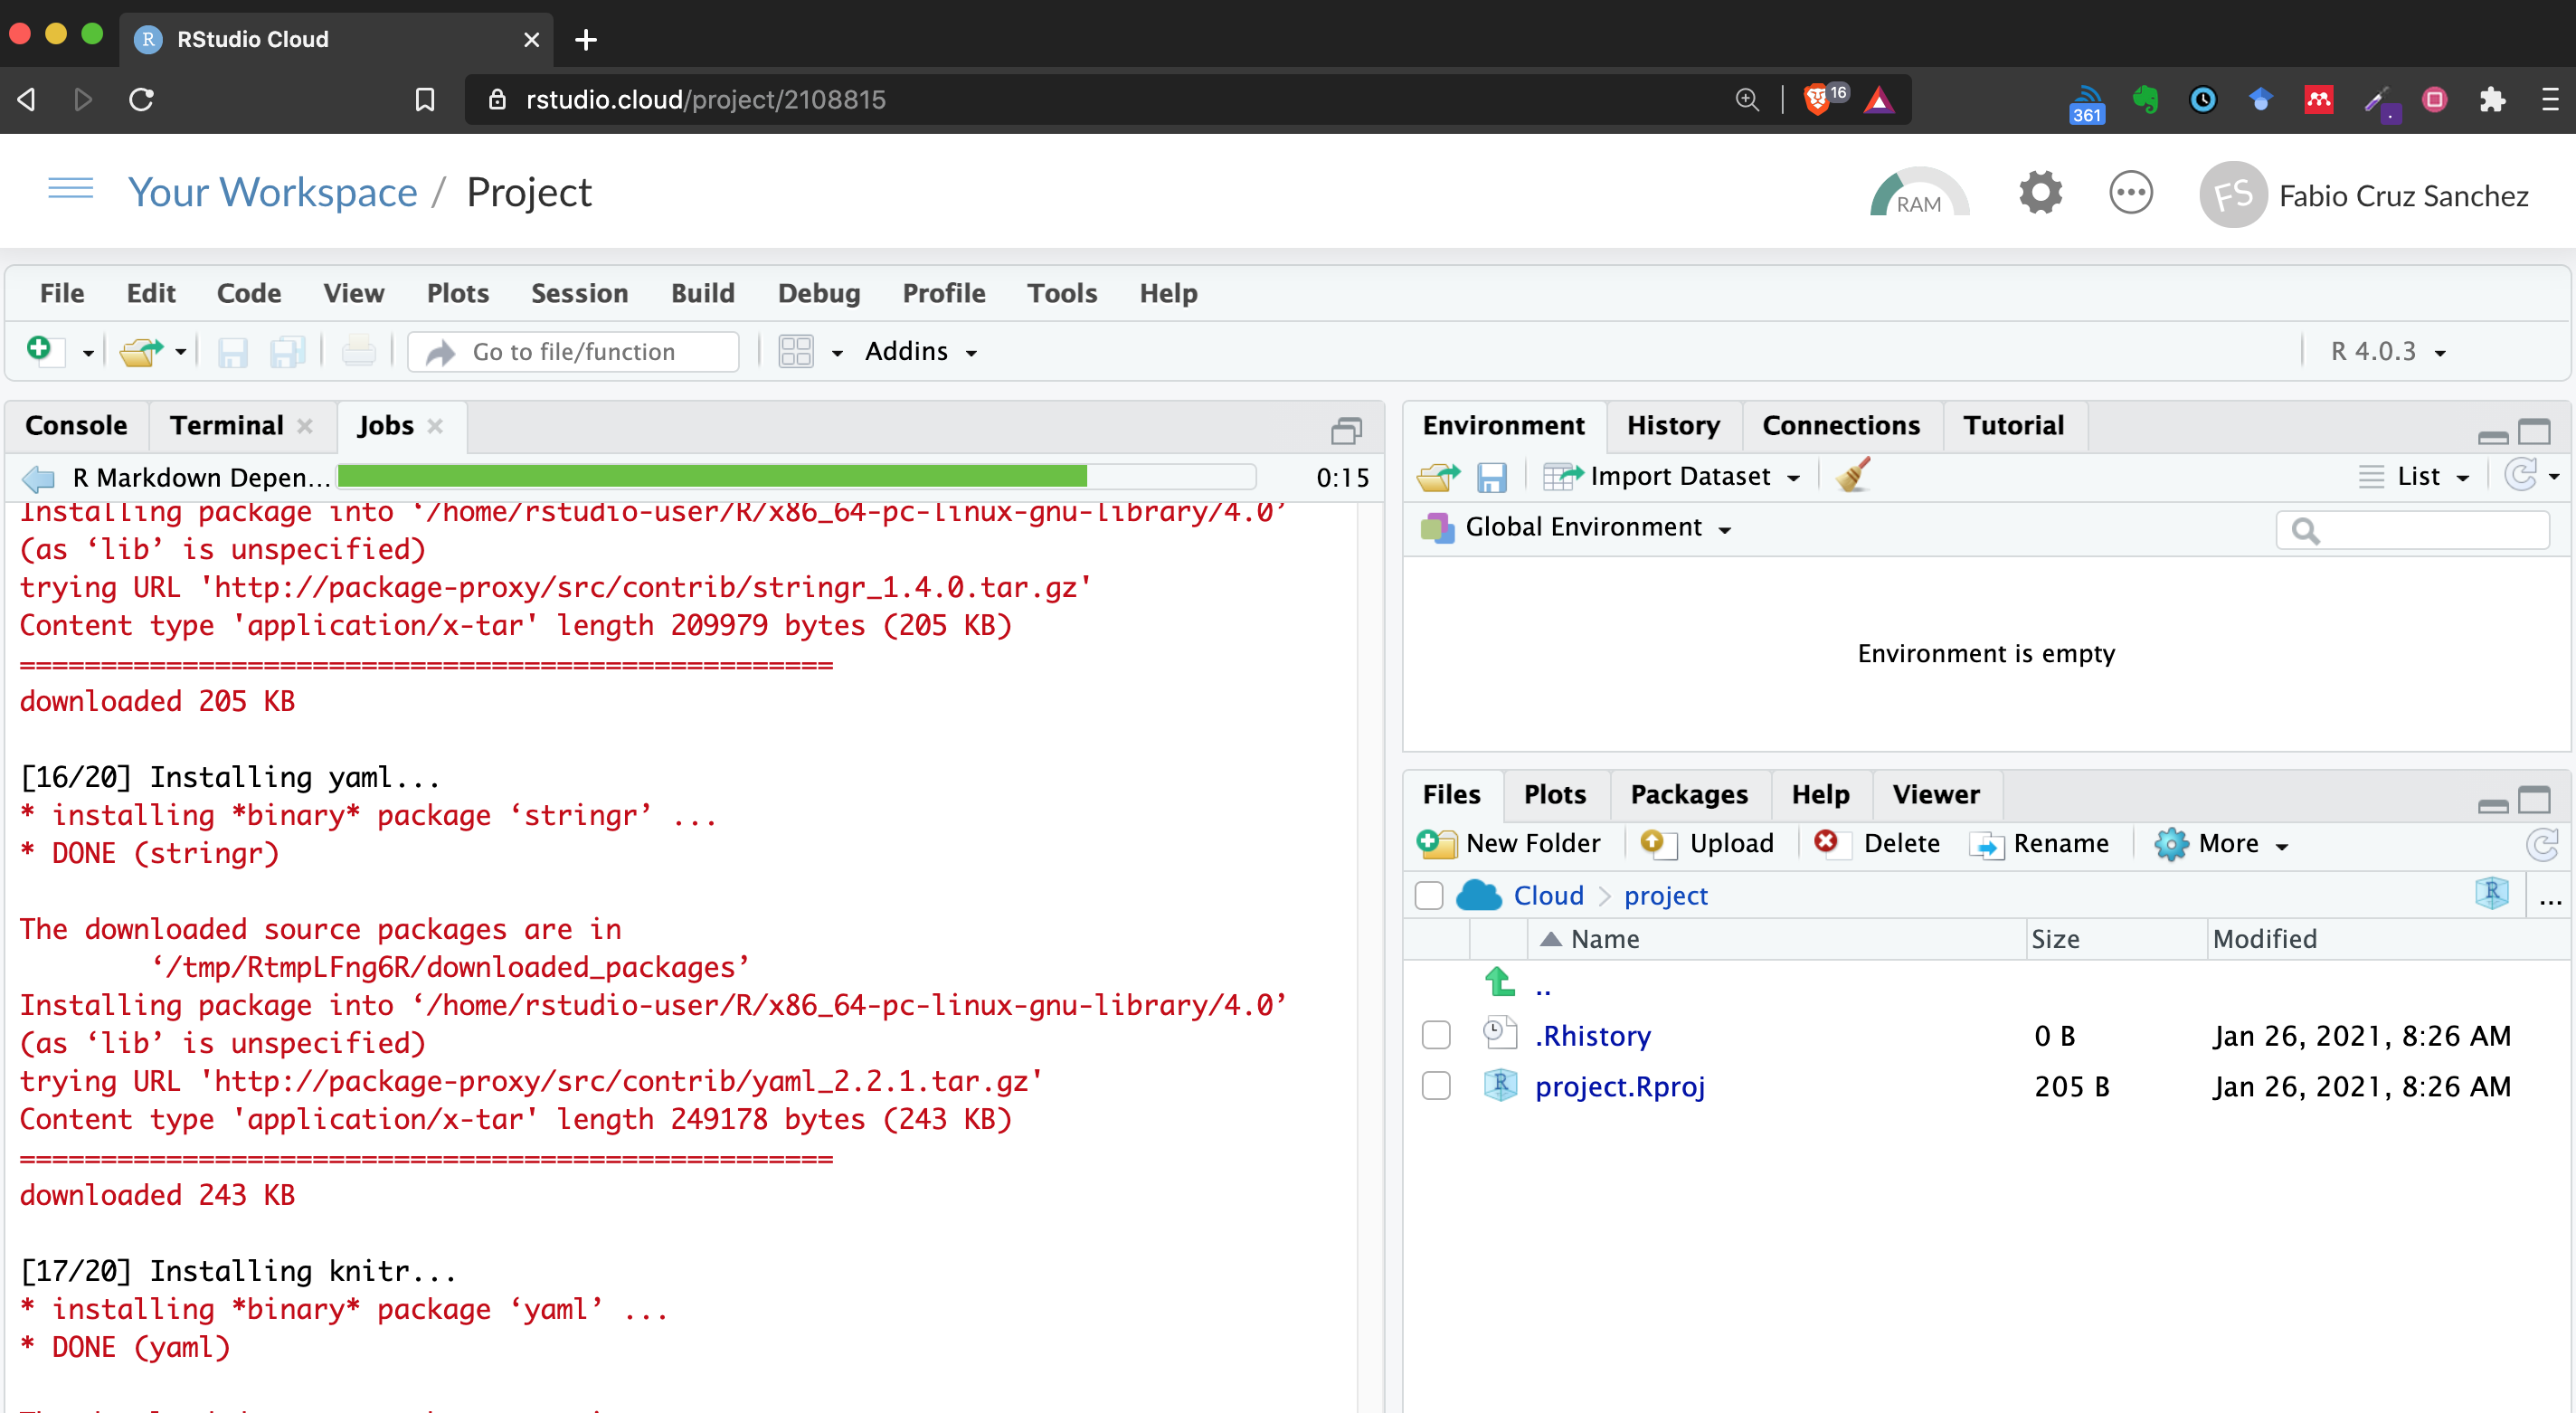 RStudio Cloud
rstudio.cloud/project/2108815
16
361
Your Workspace / Project
RAM
FS Fabio Cruz Sanchez
File Edit Code View Plots Session Build Debug Profile Tools Help
Go to file/function
Addins
R 4.0.3
Console Terminal Jobs
R Markdown Depen... 0:15
Installing package into ‘/home/rstudio-user/R/x86_64-pc-linux-gnu-library/4.0’
(as ‘lib’ is unspecified)
trying URL 'http://package-proxy/src/contrib/stringr_1.4.0.tar.gz'
Content type 'application/x-tar' length 209979 bytes (205 KB)
==================================================
downloaded 205 KB
[16/20] Installing yaml...
* installing *binary* package ‘stringr’ ...
* DONE (stringr)
The downloaded source packages are in
‘/tmp/RtmpLFng6R/downloaded_packages’
Installing package into ‘/home/rstudio-user/R/x86_64-pc-linux-gnu-library/4.0’
(as ‘lib’ is unspecified)
trying URL 'http://package-proxy/src/contrib/yaml_2.2.1.tar.gz'
Content type 'application/x-tar' length 249178 bytes (243 KB)
==================================================
downloaded 243 KB
[17/20] Installing knitr...
* installing *binary* package ‘yaml’ ...
* DONE (yaml)
Environment History Connections Tutorial
Import Dataset
List
Global Environment
Environment is empty
Files Plots Packages Help Viewer
New Folder Upload Delete Rename More
Cloud project ...
Name Size Modified
..
.Rhistory 0 B Jan 26, 2021, 8:26 AM
project.Rproj 205 B Jan 26, 2021, 8:26 AM